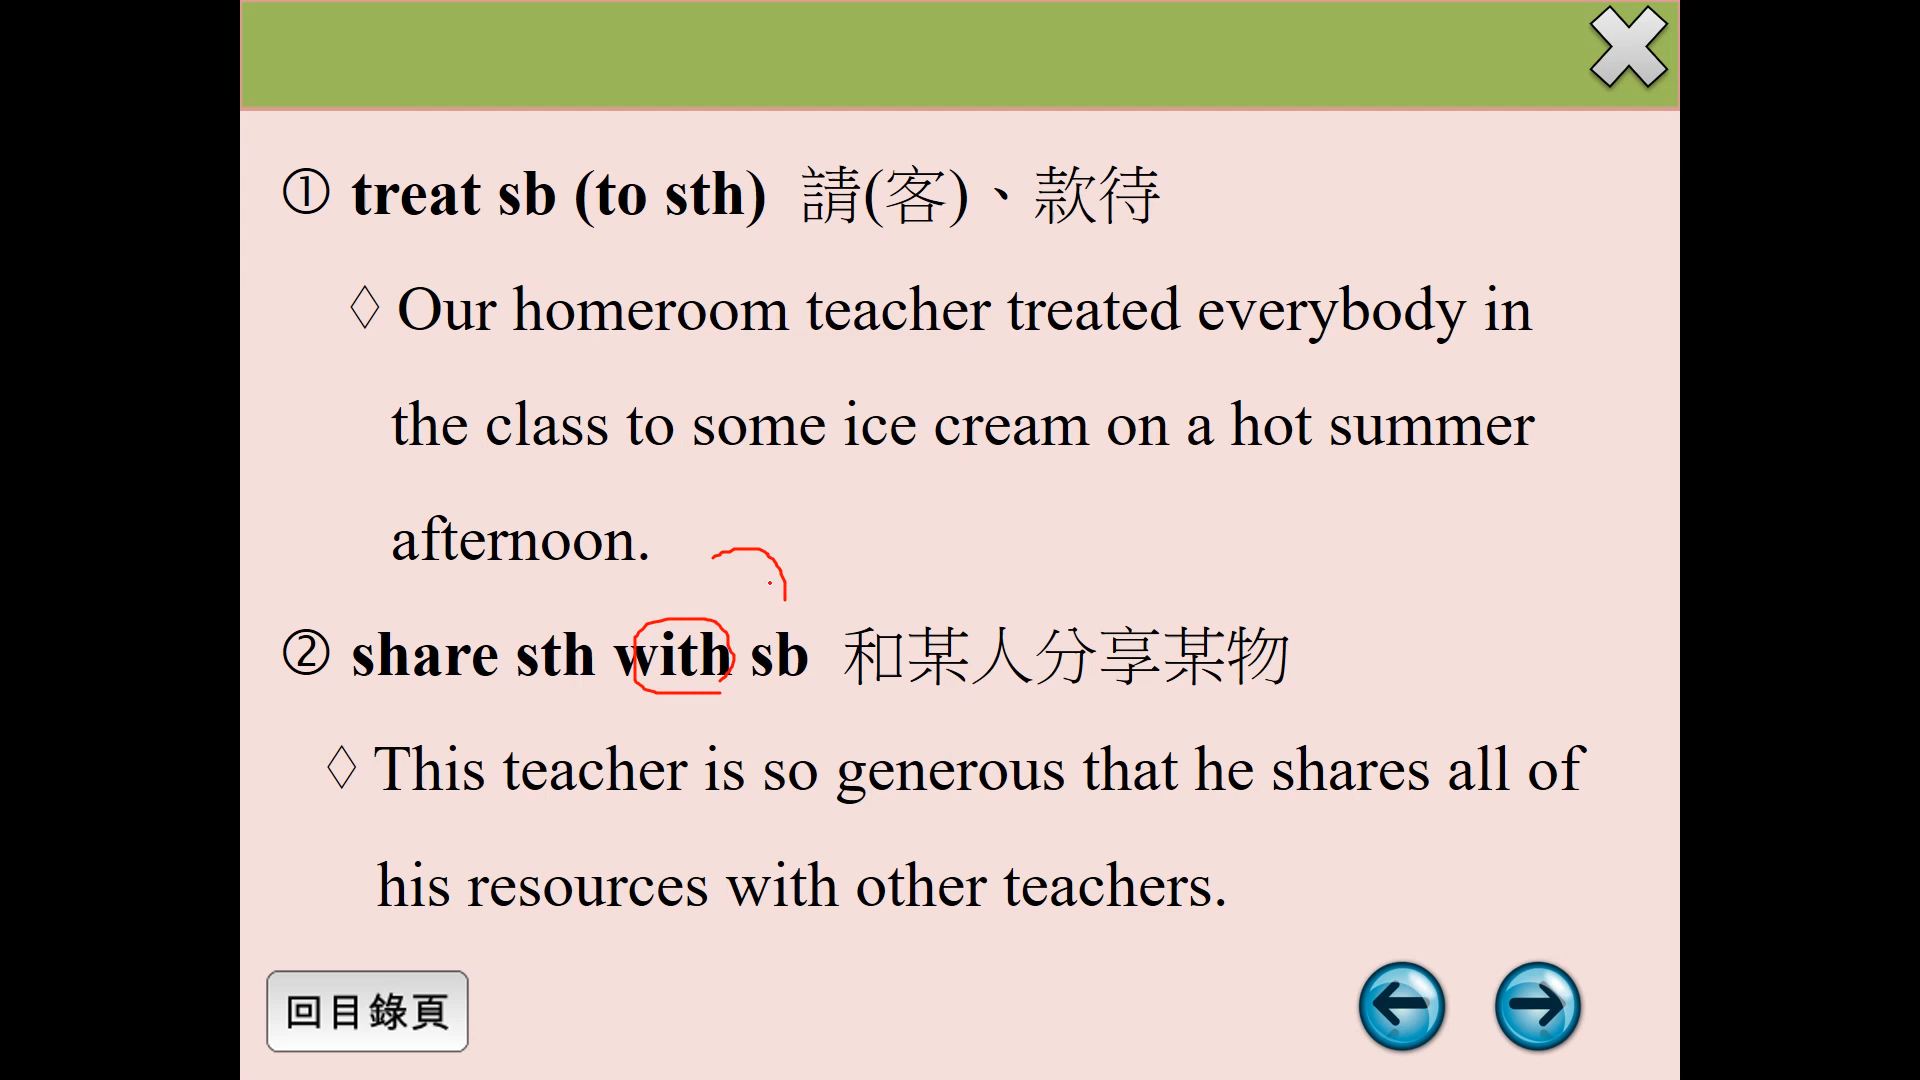 ① treat sb (to sth) 請(客)、款待
◊ Our homeroom teacher treated everybody in
the class to some ice cream on a hot summer
afternoon.
② share sth with sb 和某人分享某物
◊ This teacher is so generous that he shares all of
his resources with other teachers.
回目錄頁